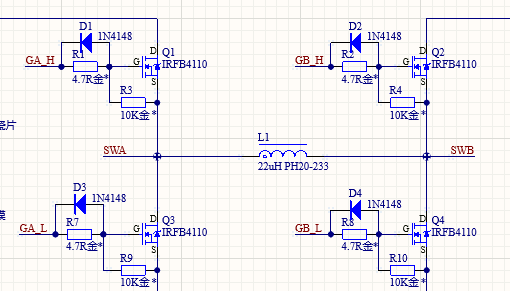 D1
1N4148
D
Q1
GA_H
R1
G
IRFB4110
4.7R金*
S
R3
10K金*
D2
1N4148
D
Q2
GB_H
R2
G
IRFB4110
4.7R金*
S
R4
10K金*
瓷片
SWA
L1
22uH PH20-233
SWB
D3
1N4148
D
Q3
GA_L
R7
G
IRFB4110
4.7R金*
S
R9
10K金*
D4
1N4148
D
Q4
GB_L
R8
G
IRFB4110
4.7R金*
S
R10
10K金*